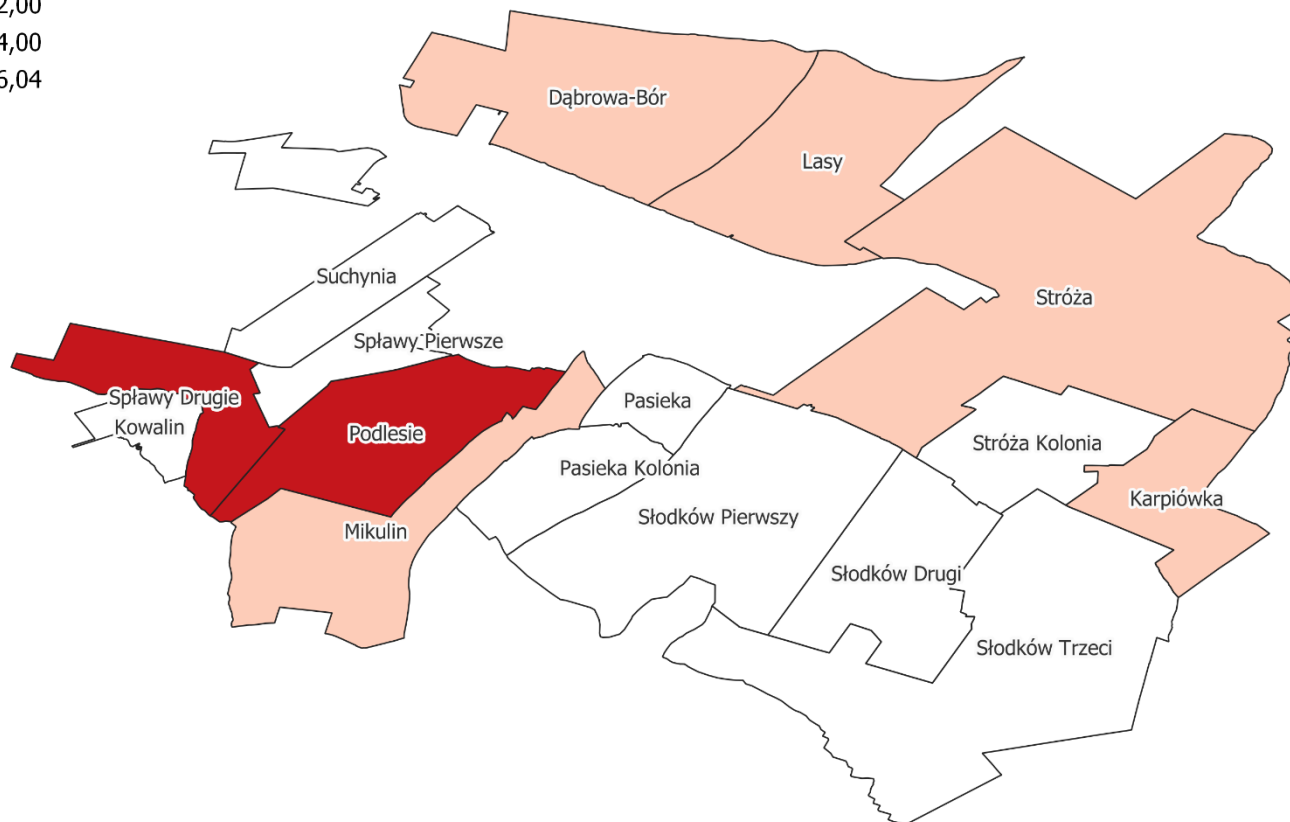 2,00
4,00
6,04
Dąbrowa-Bór
Lasy
Suchynia
Stróża
Spławy Pierwsze
Spławy Drugie
Pasieka
Kowalin
Podlesie
Stróża Kolonia
Pasieka Kolonia
Karpiówka
Słodków Pierwszy
Mikulin
Słodków Drugi
Słodków Trzeci